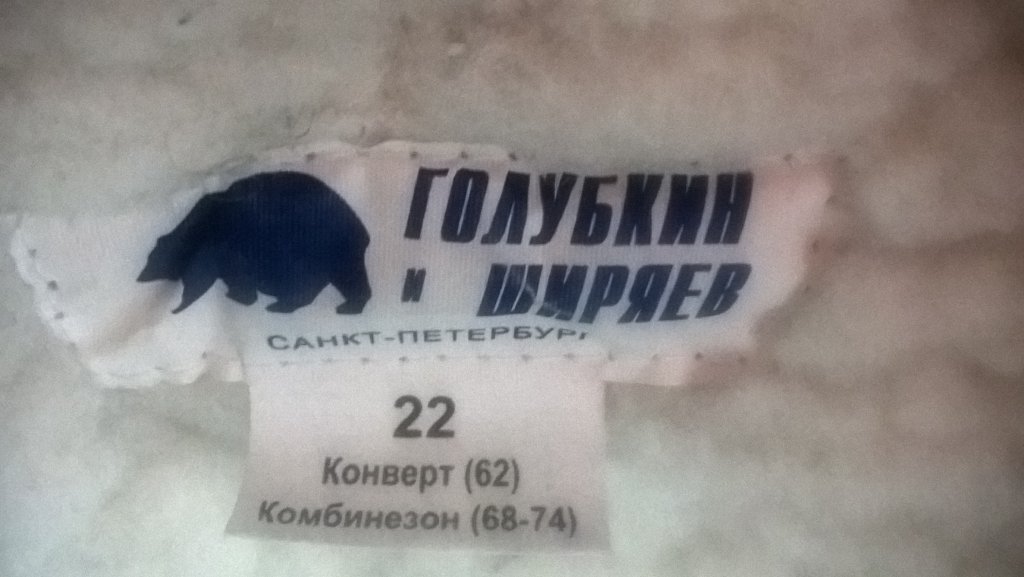 ГОЛУБКИН
и ШИРЯЕВ
САНКТ-ПЕТЕРБУРГ
22
Конверт (62)
Комбинезон (68-74)